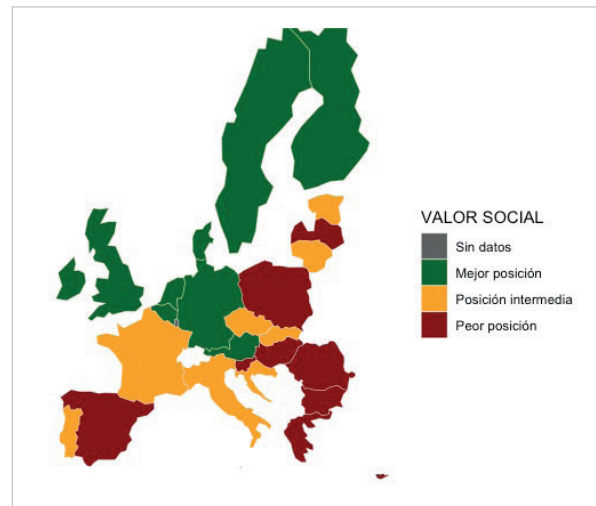 VALOR SOCIAL
Sin datos
Mejor posición
Posición intermedia
Peor posición